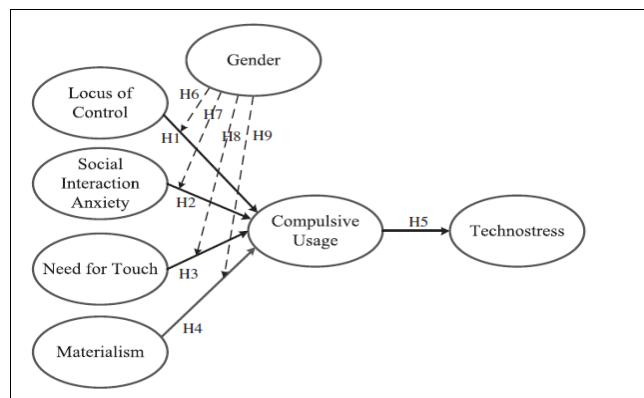 Gender
Locus of
Control
H6
H7
H8
H9
H1
Social
Interaction
Anxiety
H2
Compulsive
Usage
H5
Technostress
Need for Touch
H3
H4
Materialism